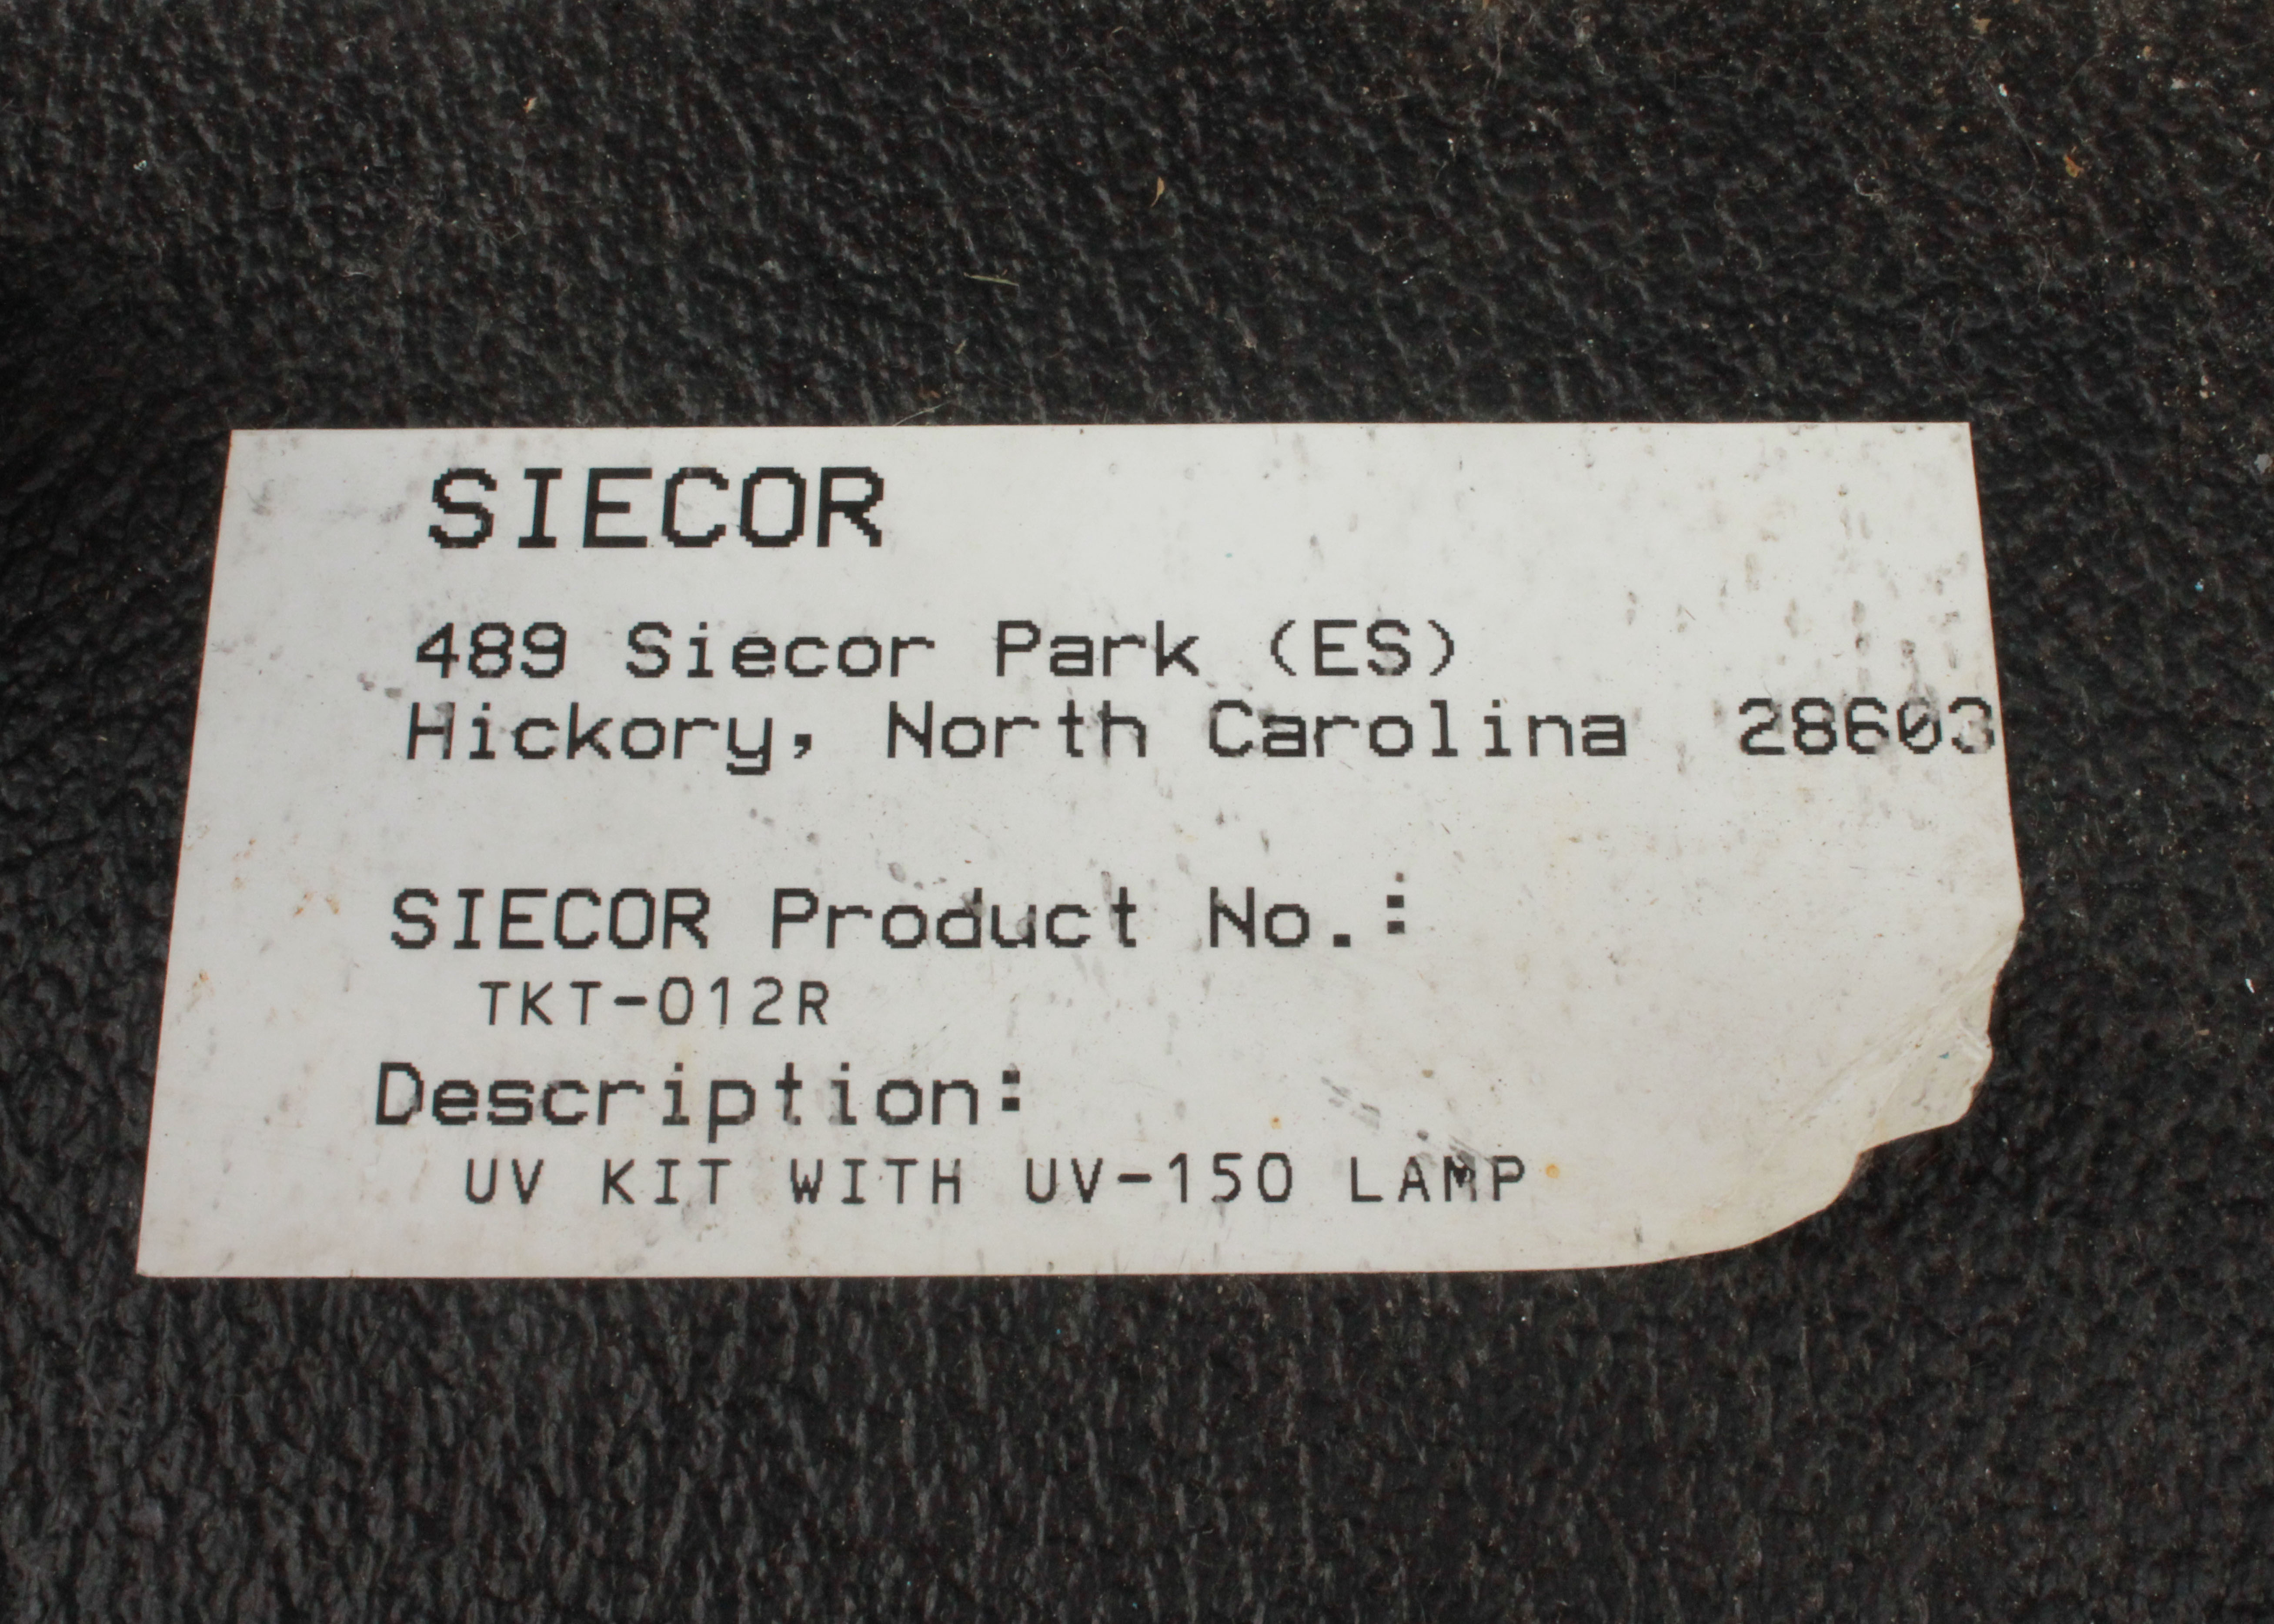 SIECOR
489 Siecor Park (ES)
Hickory, North Carolina 28603
SIECOR Product No.:
TKT-012R
Description:
UV KIT WITH UV-150 LAMP